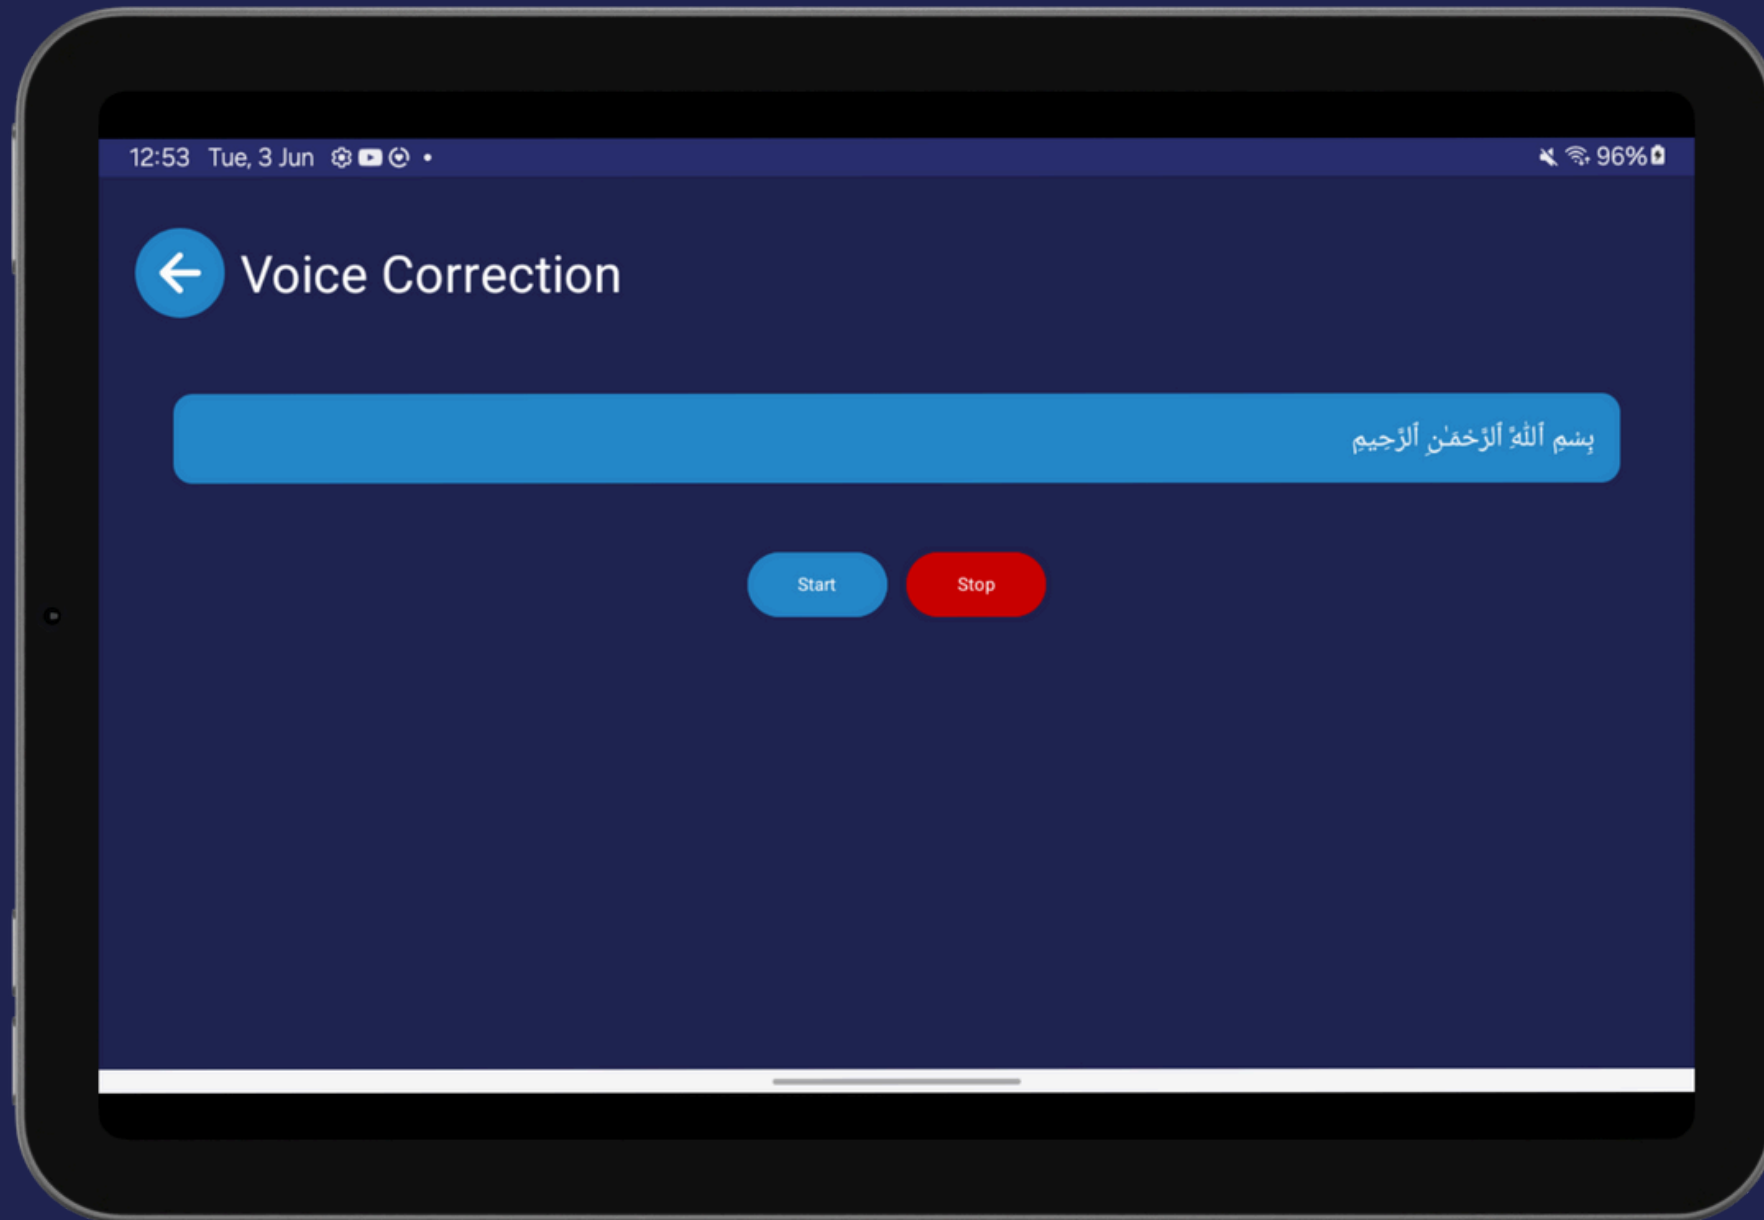 12:53 Tue, 3 Jun
96%
Voice Correction
بِسْمِ ٱللَّهِ ٱلرَّحْمَـٰنِ ٱلرَّحِيمِ
Start
Stop